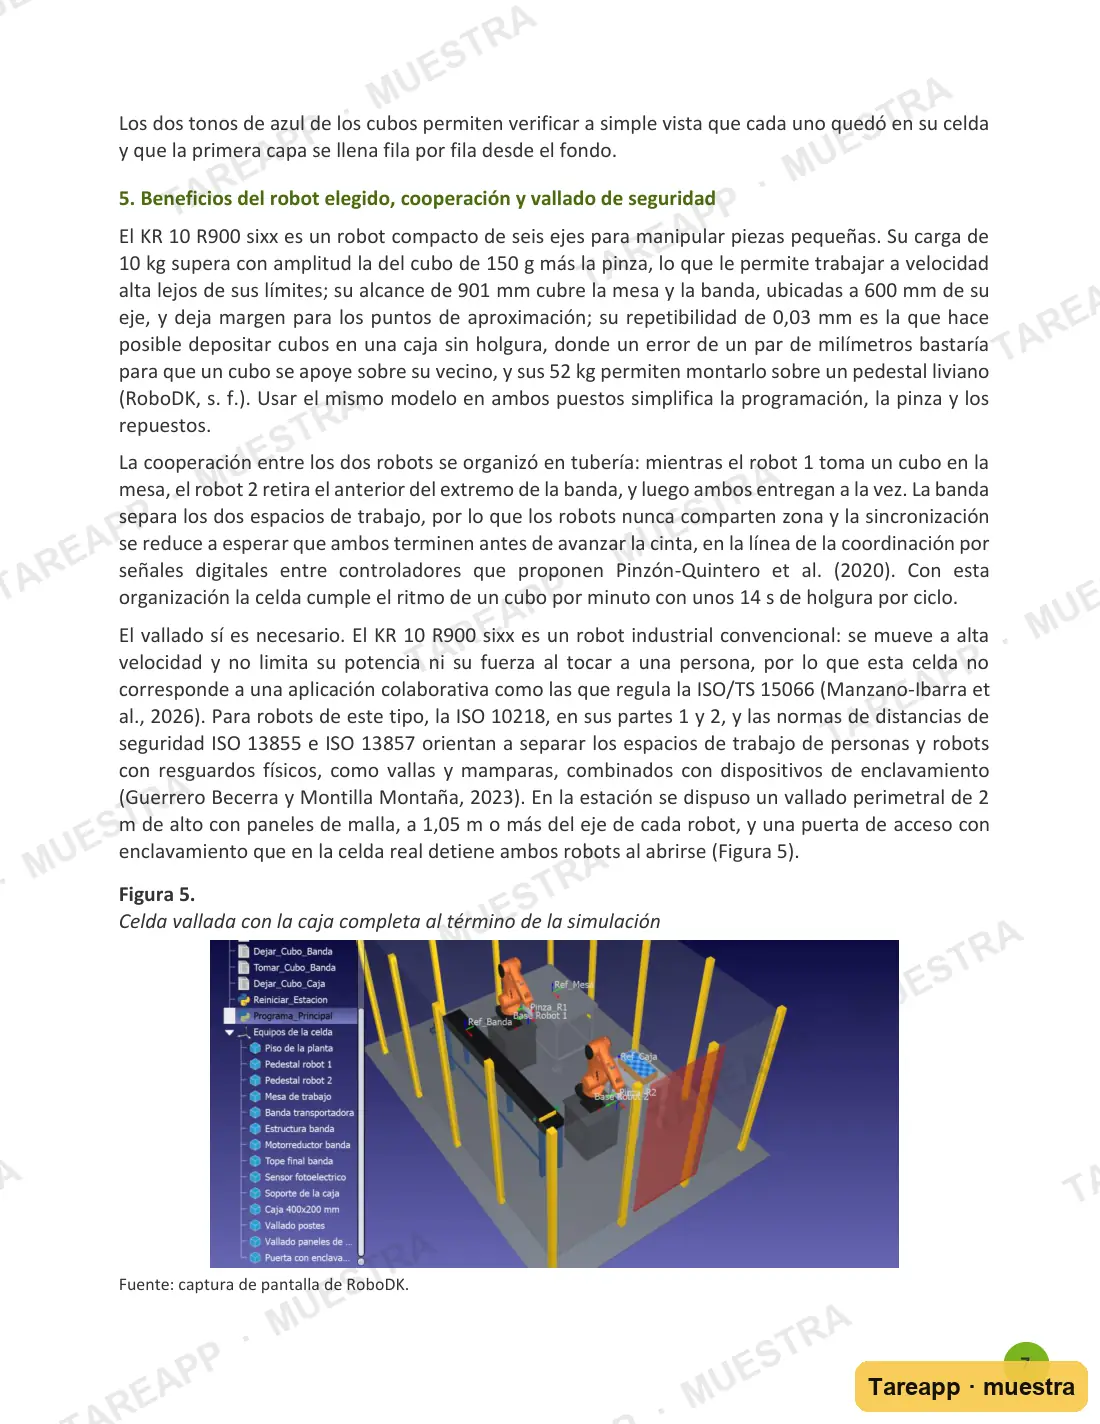 Los dos tonos de azul de los cubos permiten verificar a simple vista que cada uno quedó en su celda
y que la primera capa se llena fila por fila desde el fondo.
5. Beneficios del robot elegido, cooperación y vallado de seguridad
El KR 10 R900 sixx es un robot compacto de seis ejes para manipular piezas pequeñas. Su carga de
10 kg supera con amplitud la del cubo de 150 g más la pinza, lo que le permite trabajar a velocidad
alta lejos de sus límites; su alcance de 901 mm cubre la mesa y la banda, ubicadas a 600 mm de su
eje, y deja margen para los puntos de aproximación; su repetibilidad de 0,03 mm es la que hace
posible depositar cubos en una caja sin holgura, donde un error de un par de milímetros bastaría
para que un cubo se apoye sobre su vecino, y sus 52 kg permiten montarlo sobre un pedestal liviano
(RoboDK, s. f.). Usar el mismo modelo en ambos puestos simplifica la programación, la pinza y los
repuestos.
La cooperación entre los dos robots se organizó en tubería: mientras el robot 1 toma un cubo en la
mesa, el robot 2 retira el anterior del extremo de la banda, y luego ambos entregan a la vez. La banda
separa los dos espacios de trabajo, por lo que los robots nunca comparten zona y la sincronización
se reduce a esperar que ambos terminen antes de avanzar la cinta, en la línea de la coordinación por
señales digitales entre controladores que proponen Pinzón-Quintero et al. (2020). Con esta
organización la celda cumple el ritmo de un cubo por minuto con unos 14 s de holgura por ciclo.
El vallado sí es necesario. El KR 10 R900 sixx es un robot industrial convencional: se mueve a alta
velocidad y no limita su potencia ni su fuerza al tocar a una persona, por lo que esta celda no
corresponde a una aplicación colaborativa como las que regula la ISO/TS 15066 (Manzano-Ibarra et
al., 2026). Para robots de este tipo, la ISO 10218, en sus partes 1 y 2, y las normas de distancias de
seguridad ISO 13855 e ISO 13857 orientan a separar los espacios de trabajo de personas y robots
con resguardos físicos, como vallas y mamparas, combinados con dispositivos de enclavamiento
(Guerrero Becerra y Montilla Montaña, 2023). En la estación se dispuso un vallado perimetral de 2
m de alto con paneles de malla, a 1,05 m o más del eje de cada robot, y una puerta de acceso con
enclavamiento que en la celda real detiene ambos robots al abrirse (Figura 5).
Figura 5.
Celda vallada con la caja completa al término de la simulación
Dejar_Cubo_Banda
Tomar_Cubo_Banda
Dejar_Cubo_Caja
Reiniciar_Estacion
Programa_Principal
Equipos de la celda
Piso de la planta
Pedestal robot 1
Pedestal robot 2
Mesa de trabajo
Banda transportadora
Estructura banda
Motorreductor banda
Tope final banda
Sensor fotoelectrico
Soporte de la caja
Caja 400x200 mm
Vallado postes
Vallado paneles de ...
Puerta con enclava...
Ref_Mesa
Pinza_R1
Base Robot 1
Ref_Banda
Ref_Caja
Pinza_R2
Base Robot 2
Fuente: captura de pantalla de RoboDK.
7
Tareapp · muestra
TAREAPP · MUESTRA